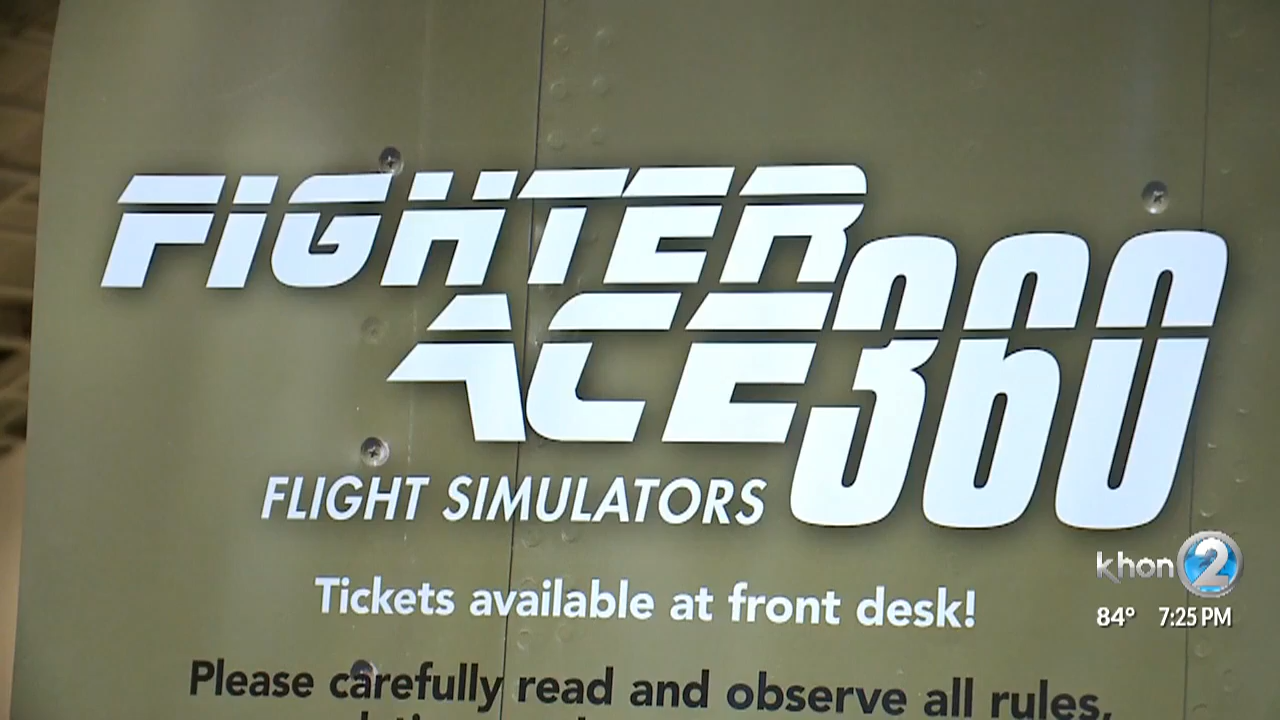 FIGHTER
ACE 360
FLIGHT SIMULATORS
Tickets available at front desk!
Please carefully read and observe all rules,
khon 2
84° 7:25 PM